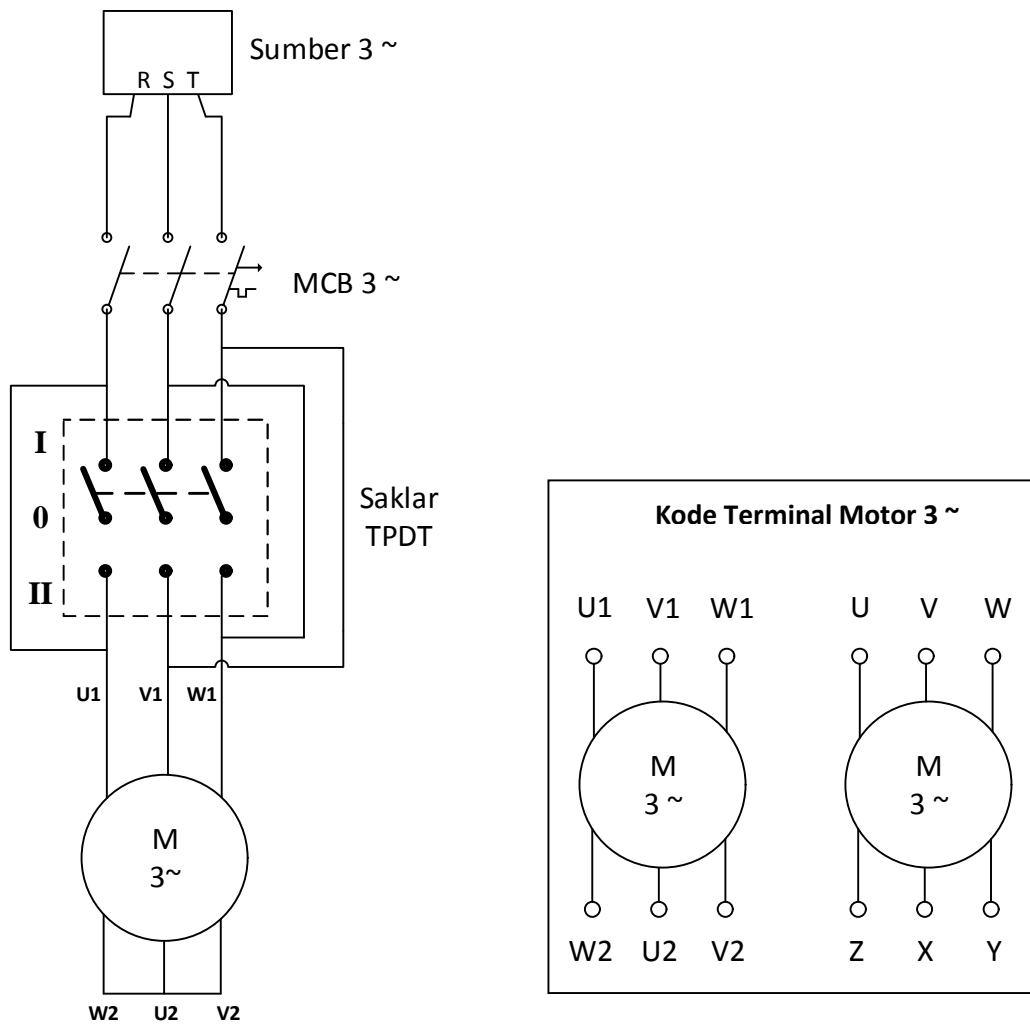 Sumber 3 ~
R S T
MCB 3 ~
I
0
II
Saklar
TPDT
U1 V1 W1
M
3~
W2 U2 V2
Kode Terminal Motor 3 ~
U1 V1 W1 U V W
M M
3 ~ 3 ~
W2 U2 V2 Z X Y